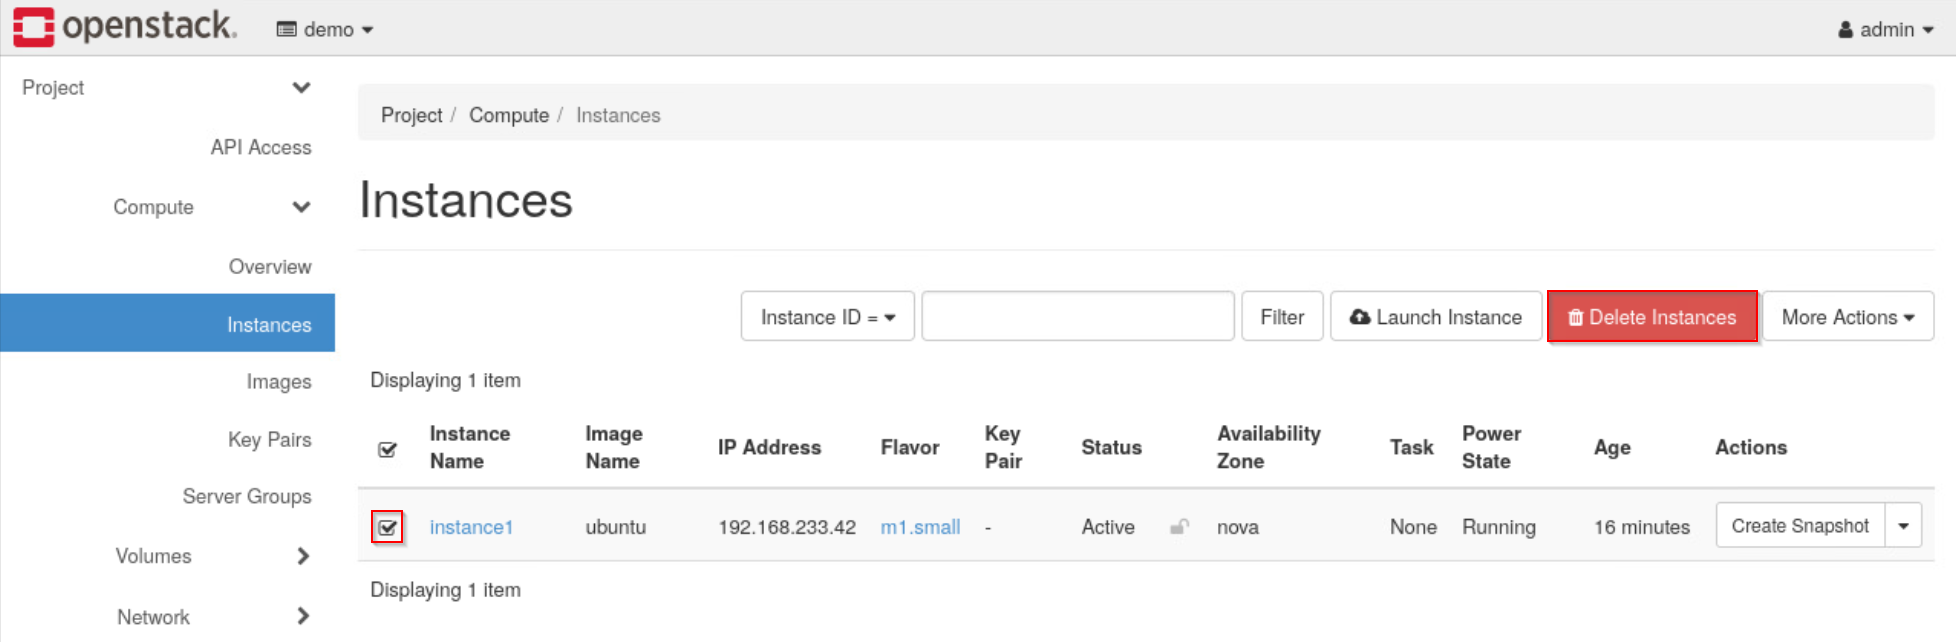 openstack. demo admin
Project
Project / Compute / Instances
API Access
Compute
Instances
Overview
Instances
Instance ID = Filter Launch Instance Delete Instances More Actions
Images
Displaying 1 item
Key Pairs
Instance Name Image Name IP Address Flavor Key Pair Status Availability Zone Task Power State Age Actions
Server Groups
instance1 ubuntu 192.168.233.42 m1.small - Active nova None Running 16 minutes Create Snapshot
Volumes
Displaying 1 item
Network